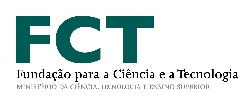 FCT
Fundação para a Ciência e a Tecnologia
MINISTÉRIO DA CIÊNCIA, TECNOLOGIA E ENSINO SUPERIOR